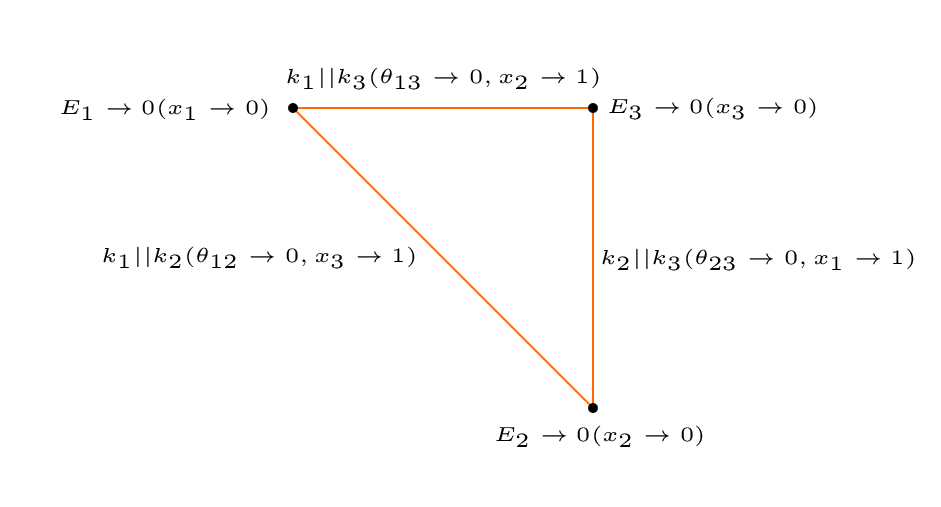 k₁||k₃(θ₁₃ → 0, x₂ → 1)
E₁ → 0(x₁ → 0)
E₃ → 0(x₃ → 0)
k₁||k₂(θ₁₂ → 0, x₃ → 1)
k₂||k₃(θ₂₃ → 0, x₁ → 1)
E₂ → 0(x₂ → 0)